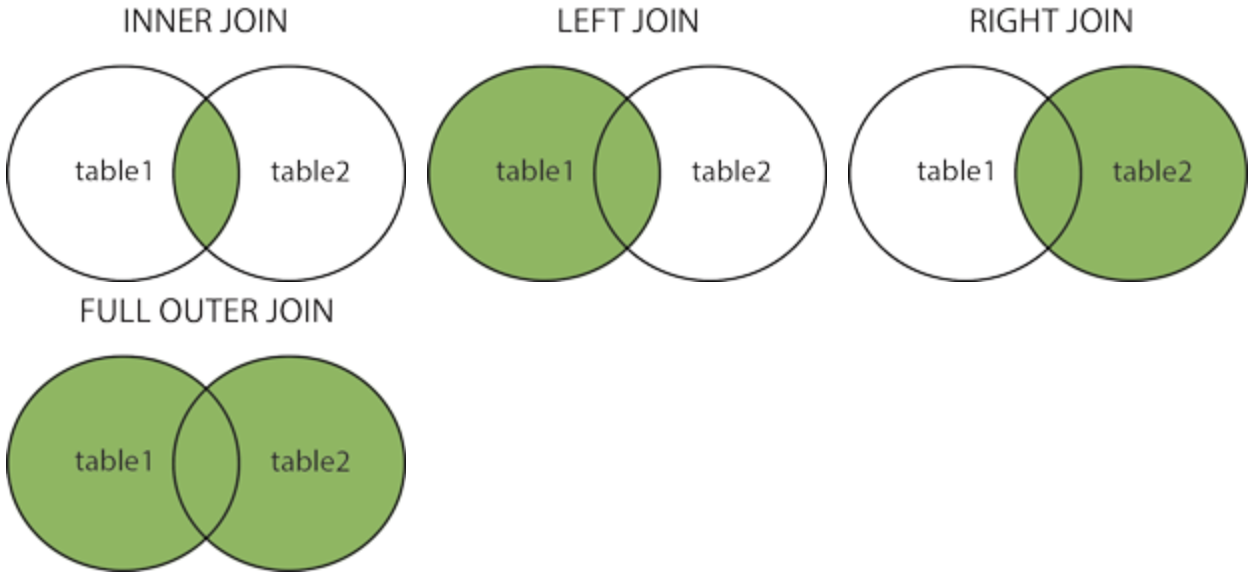 INNER JOIN
LEFT JOIN
RIGHT JOIN
table1
table2
table1
table2
table1
table2
FULL OUTER JOIN
table1
table2